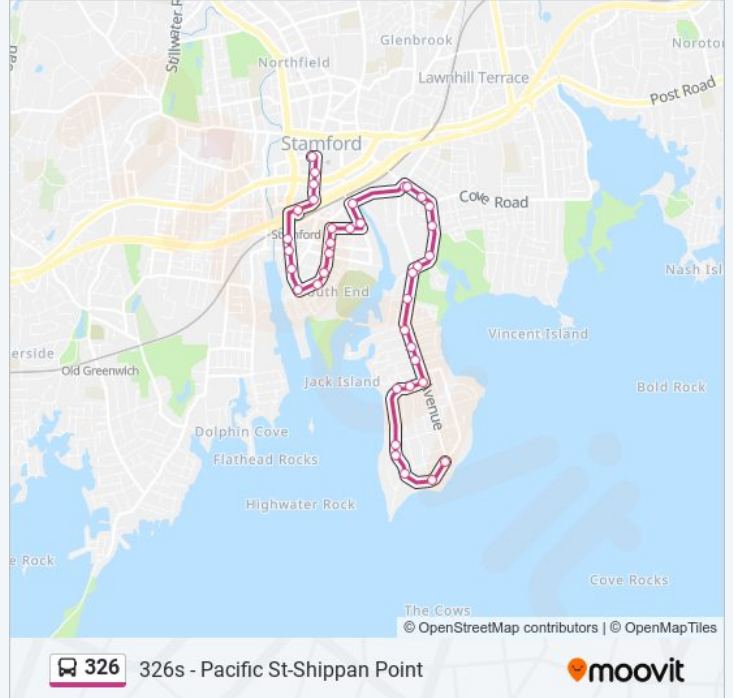 Stillwater R
Glenbrook
Noroton
Northfield
Lawnhill Terrace
Post Road
Stamford
Cove Road
Stamford
Nash Isl
South End
Vincent Island
erside
Old Greenwich
Jack Island
Bold Rock
Avenue
Dolphin Cove
Flathead Rocks
Highwater Rock
e Rock
Cove Rocks
The Cows
© OpenStreetMap contributors | © OpenMapTiles
326 326s - Pacific St-Shippan Point
moovit